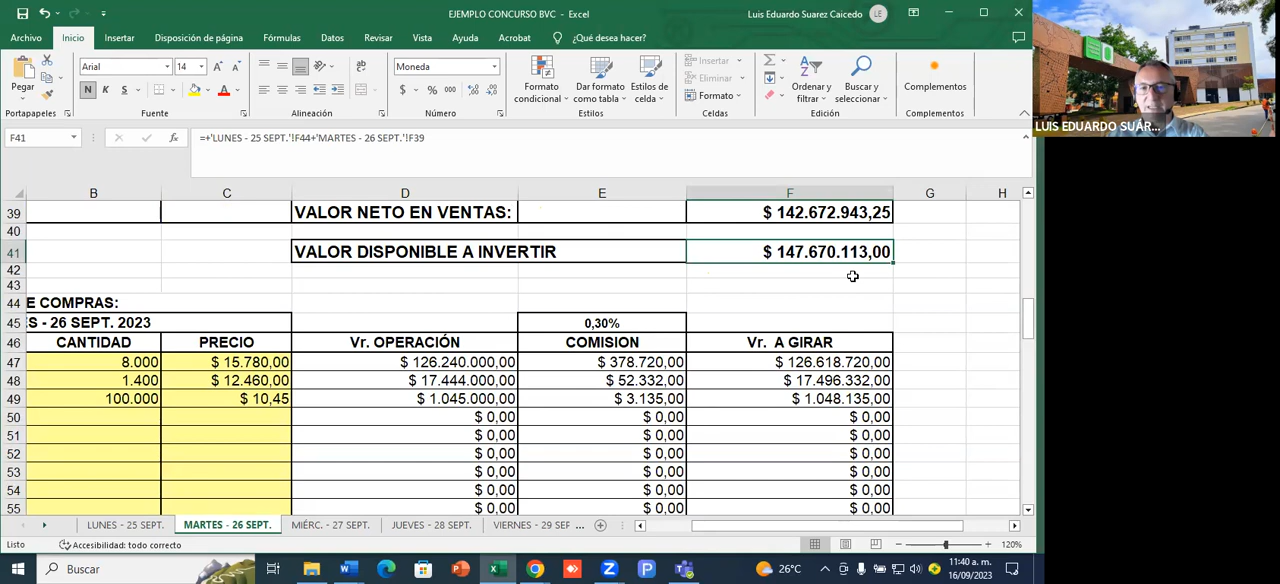 EJEMPLO CONCURSO BVC - Excel
Luis Eduardo Suarez Caicedo
LE
Archivo
Inicio
Insertar
Disposición de página
Fórmulas
Datos
Revisar
Vista
Ayuda
Acrobat
¿Qué desea hacer?
Pegar
Portapapeles
Arial
14
N K S
Fuente
Alineación
Moneda
$ % 000
Número
Formato condicional
Dar formato como tabla
Estilos de celda
Estilos
Insertar
Eliminar
Formato
Celdas
Ordenar y filtrar
Buscar y seleccionar
Edición
Complementos
Complementos
LUIS EDUARDO SUÁR...
F41
fx
=+'LUNES - 25 SEPT.'!F44+'MARTES - 26 SEPT.'!F39
B C D E F G H
39 VALOR NETO EN VENTAS: $ 142.672.943,25
40
41 VALOR DISPONIBLE A INVERTIR $ 147.670.113,00
42
43
44 E COMPRAS:
45 S - 26 SEPT. 2023 0,30%
46 CANTIDAD PRECIO Vr. OPERACIÓN COMISION Vr. A GIRAR
47 8.000 $ 15.780,00 $ 126.240.000,00 $ 378.720,00 $ 126.618.720,00
48 1.400 $ 12.460,00 $ 17.444.000,00 $ 52.332,00 $ 17.496.332,00
49 100.000 $ 10,45 $ 1.045.000,00 $ 3.135,00 $ 1.048.135,00
50 $ 0,00 $ 0,00 $ 0,00
51 $ 0,00 $ 0,00 $ 0,00
52 $ 0,00 $ 0,00 $ 0,00
53 $ 0,00 $ 0,00 $ 0,00
54 $ 0,00 $ 0,00 $ 0,00
55 $ 0,00 $ 0,00 $ 0,00
LUNES - 25 SEPT.
MARTES - 26 SEPT.
MIÉRC. - 27 SEPT.
JUEVES - 28 SEPT.
VIERNES - 29 SEP ...
Listo
Accesibilidad: todo correcto
120%
Buscar
26°C
11:40 a. m.
16/09/2023